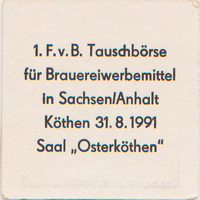 1. F. v. B. Tauschbörse
für Brauereiwerbemittel
in Sachsen/Anhalt
Köthen 31. 8. 1991
Saal „Osterköthen“